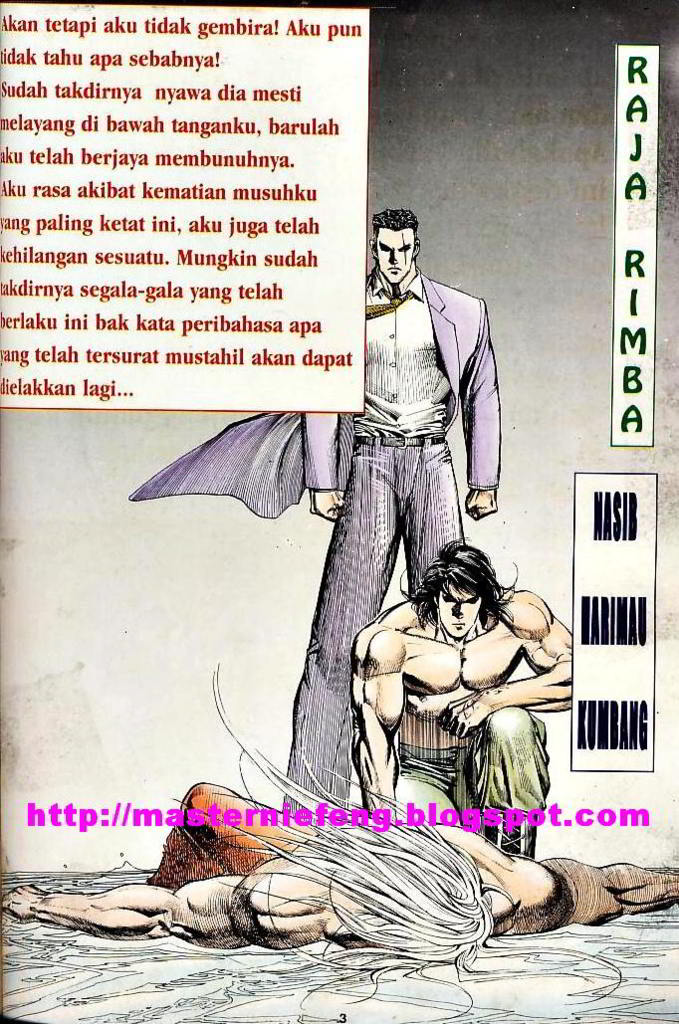 Akan tetapi aku tidak gembira! Aku pun
tidak tahu apa sebabnya!
Sudah takdirnya nyawa dia mesti
melayang di bawah tanganku, barulah
aku telah berjaya membunuhnya.
Aku rasa akibat kematian musuhku
yang paling ketat ini, aku juga telah
kehilangan sesuatu. Mungkin sudah
takdirnya segala-gala yang telah
berlaku ini bak kata peribahasa apa
yang telah tersurat mustahil akan dapat
dielakkan lagi...
RAJA RIMBA
NASIB
HARIMAU
KUMBANG
http://masterniefeng.blogspot.com
3